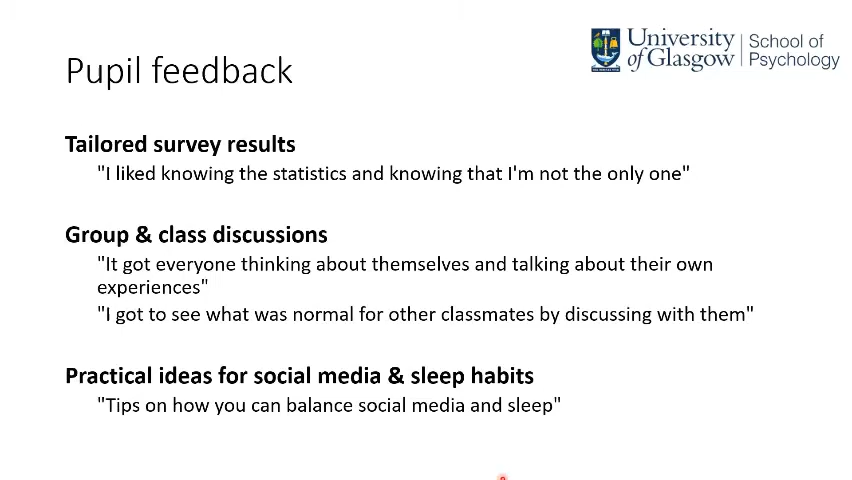 University
of Glasgow
School of
Psychology
Pupil feedback
Tailored survey results
"I liked knowing the statistics and knowing that I'm not the only one"
Group & class discussions
"It got everyone thinking about themselves and talking about their own
experiences"
"I got to see what was normal for other classmates by discussing with them"
Practical ideas for social media & sleep habits
"Tips on how you can balance social media and sleep"